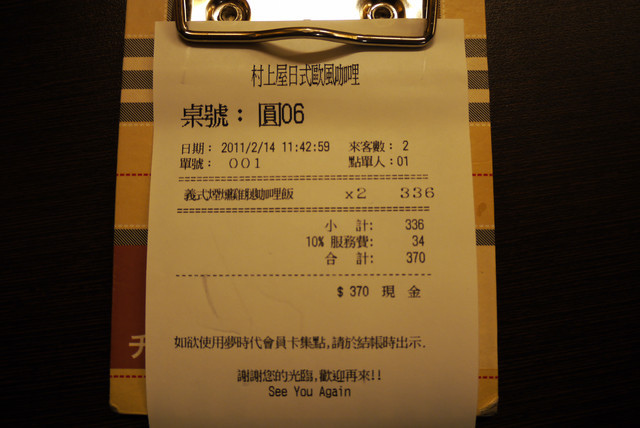 村上屋日式歐風咖哩
桌號： 圓06
日期： 2011/2/14 11:42:59 來客數： 2
單號： 001 點單人：01
義式煙燻 咖哩飯 x2 336
小 計： 336
10% 服務費： 34
合 計： 370
$ 370 現 金
如欲使用夢時代會員卡集點,請於結帳時出示.
謝謝您的光臨,歡迎再來!!
See You Again